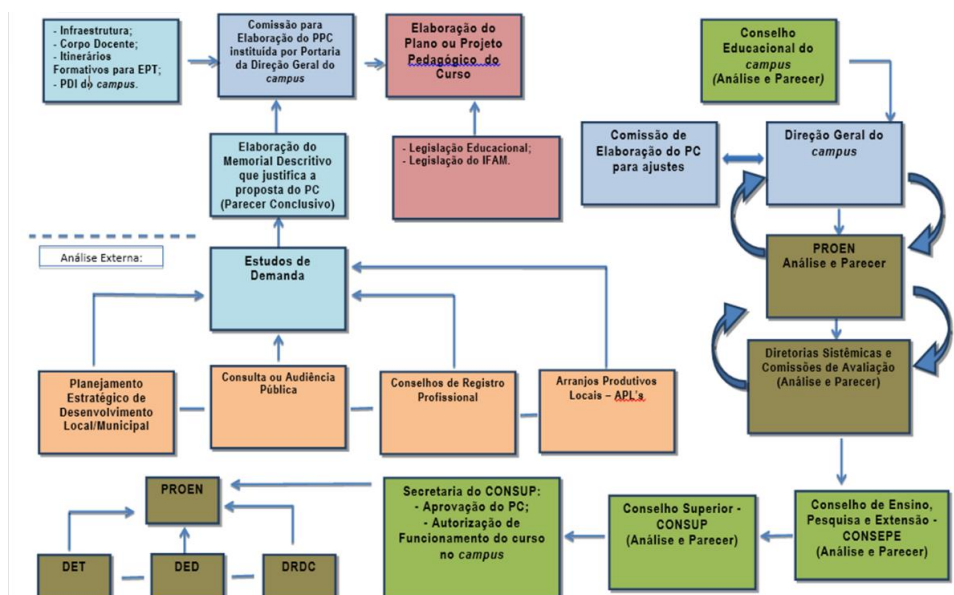 - Infraestrutura;
- Corpo Docente;
- Itinerários
Formativos para EPT;
- PDI do campus.
Comissão para
Elaboração do PPC
instituída por Portaria
da Direção Geral do
campus
Elaboração do
Plano ou Projeto
Pedagógico do
Curso
Conselho
Educacional do
campus
(Análise e Parecer)
Elaboração do
Memorial Descritivo
que justifica a
proposta do PC
(Parecer Conclusivo)
- Legislação Educacional;
- Legislação do IFAM.
Comissão de
Elaboração do PC
para ajustes
Direção Geral do
campus
Análise Externa:
Estudos de
Demanda
PROEN
Análise e Parecer
Diretorias Sistêmicas e
Comissões de Avaliação
(Análise e Parecer)
Planejamento
Estratégico de
Desenvolvimento
Local/Municipal
Consulta ou Audiência
Pública
Conselhos de Registro
Profissional
Arranjos Produtivos
Locais – APL's
PROEN
Secretaria do CONSUP:
- Aprovação do PC;
- Autorização de
Funcionamento do curso
no campus
Conselho Superior -
CONSUP
(Análise e Parecer)
Conselho de Ensino,
Pesquisa e Extensão -
CONSEPE
(Análise e Parecer)
DET
DED
DRDC